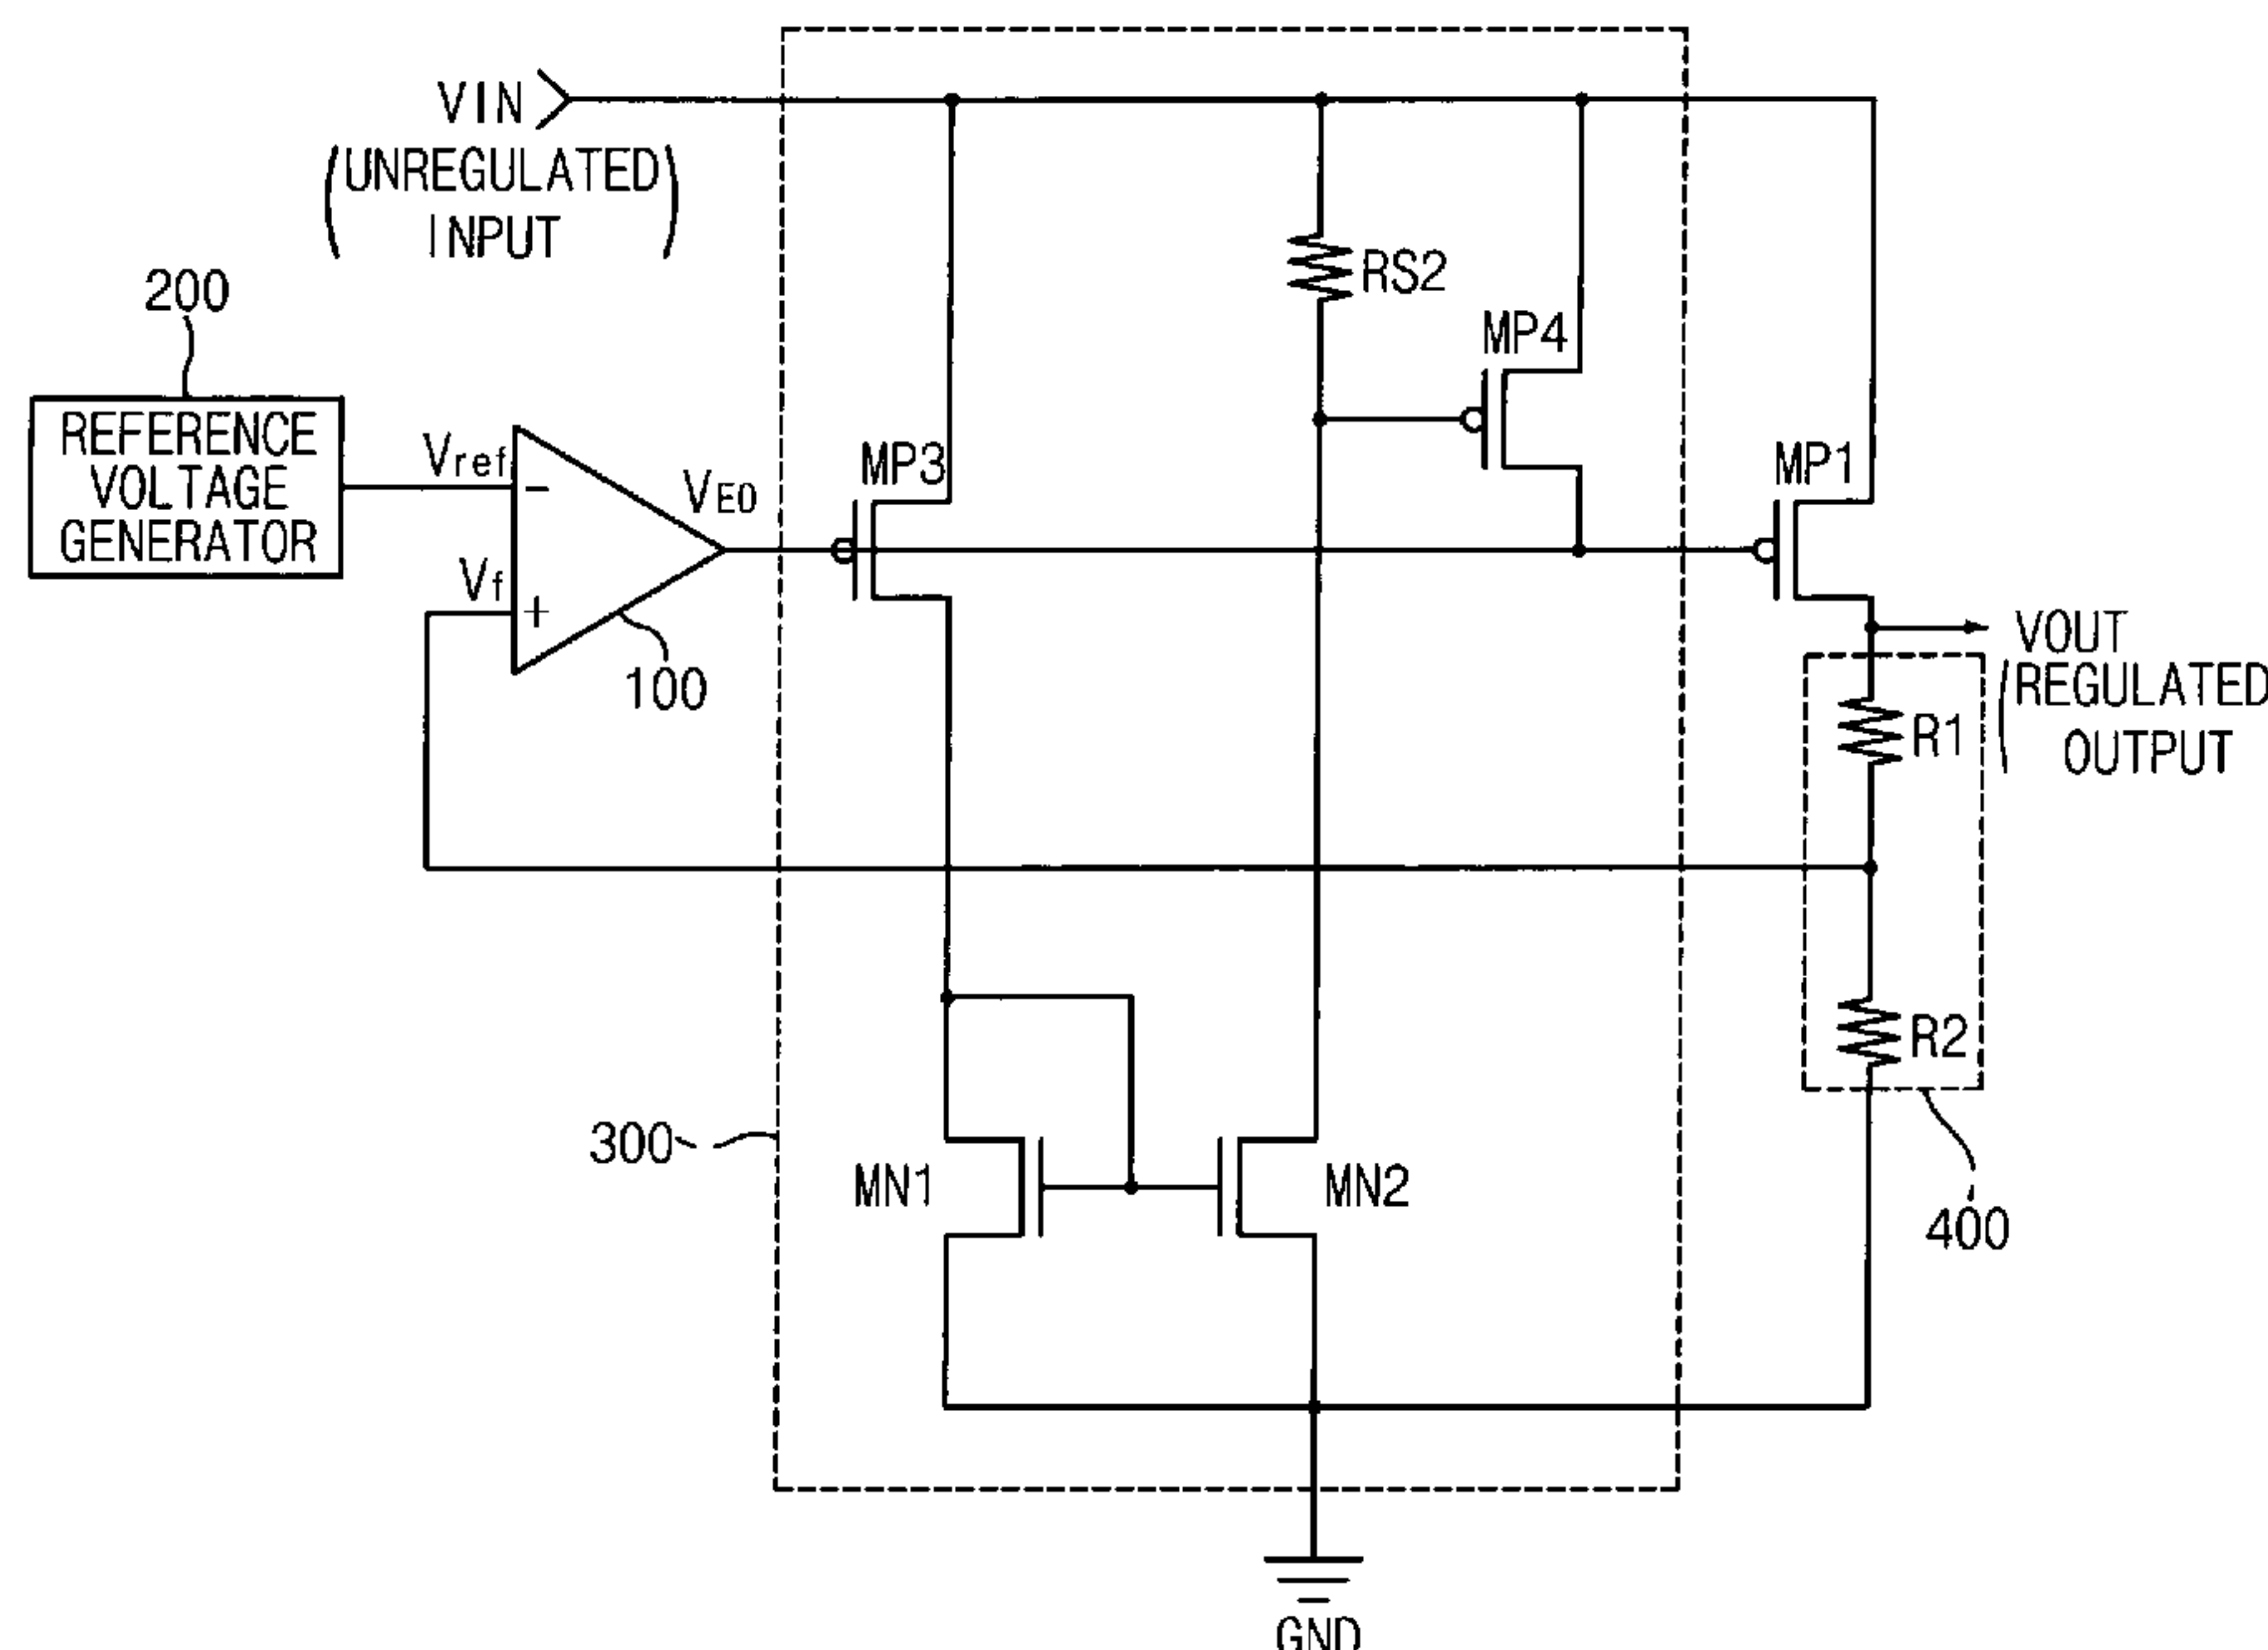 VIN
(UNREGULATED
INPUT)
200
REFERENCE
VOLTAGE
GENERATOR
Vref
-
VEO
Vf
+
100
MP3
RS2
MP4
MP1
VOUT
(REGULATED
OUTPUT
R1
R2
300
MN1
MN2
400
GND